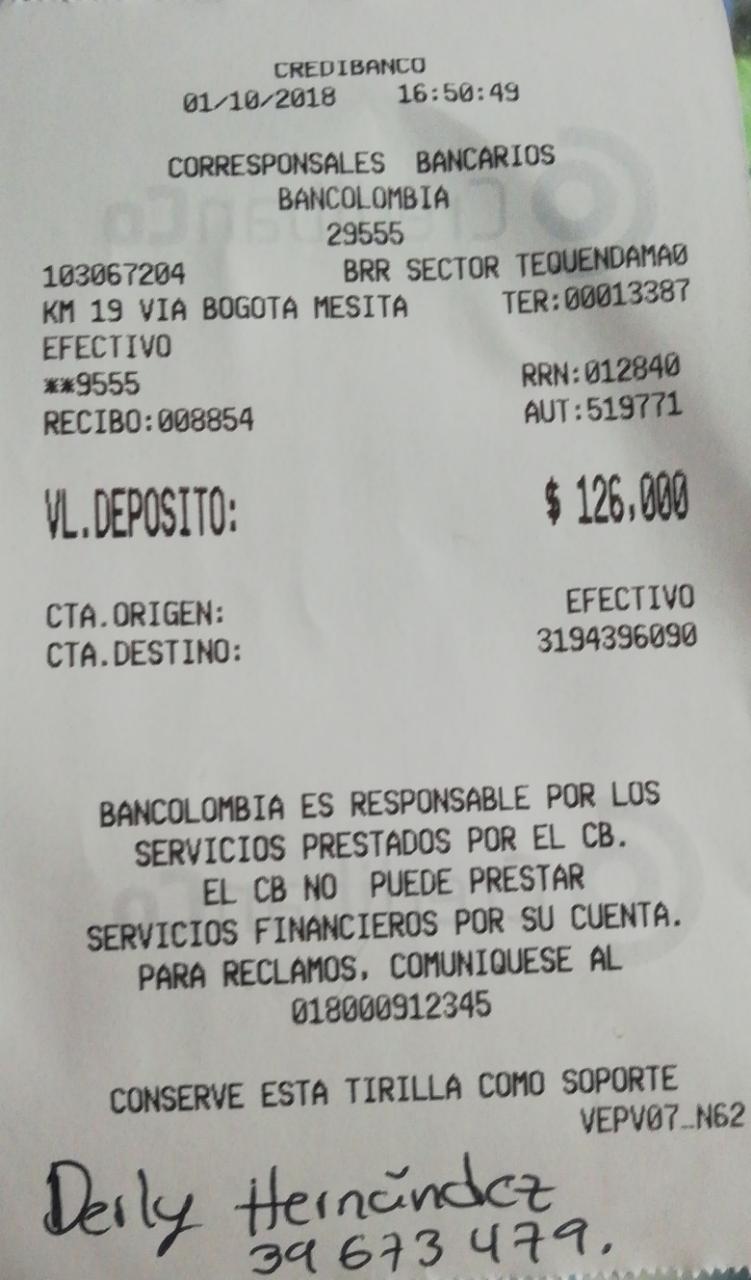 CREDIBANCO
01/10/2018 16:50:49
CORRESPONSALES BANCARIOS
BANCOLOMBIA
29555
103067204 BRR SECTOR TEQUENDAMA0
KM 19 VIA BOGOTA MESITA TER:00013387
EFECTIVO
**9555 RRN:012840
RECIBO:008854 AUT:519771
VL.DEPOSITO: $ 126,000
CTA.ORIGEN: EFECTIVO
CTA.DESTINO: 3194396090
BANCOLOMBIA ES RESPONSABLE POR LOS
SERVICIOS PRESTADOS POR EL CB.
EL CB NO PUEDE PRESTAR
SERVICIOS FINANCIEROS POR SU CUENTA.
PARA RECLAMOS, COMUNIQUESE AL
018000912345
CONSERVE ESTA TIRILLA COMO SOPORTE
VEPV07_N62
Deily Hernández
39 673 479.